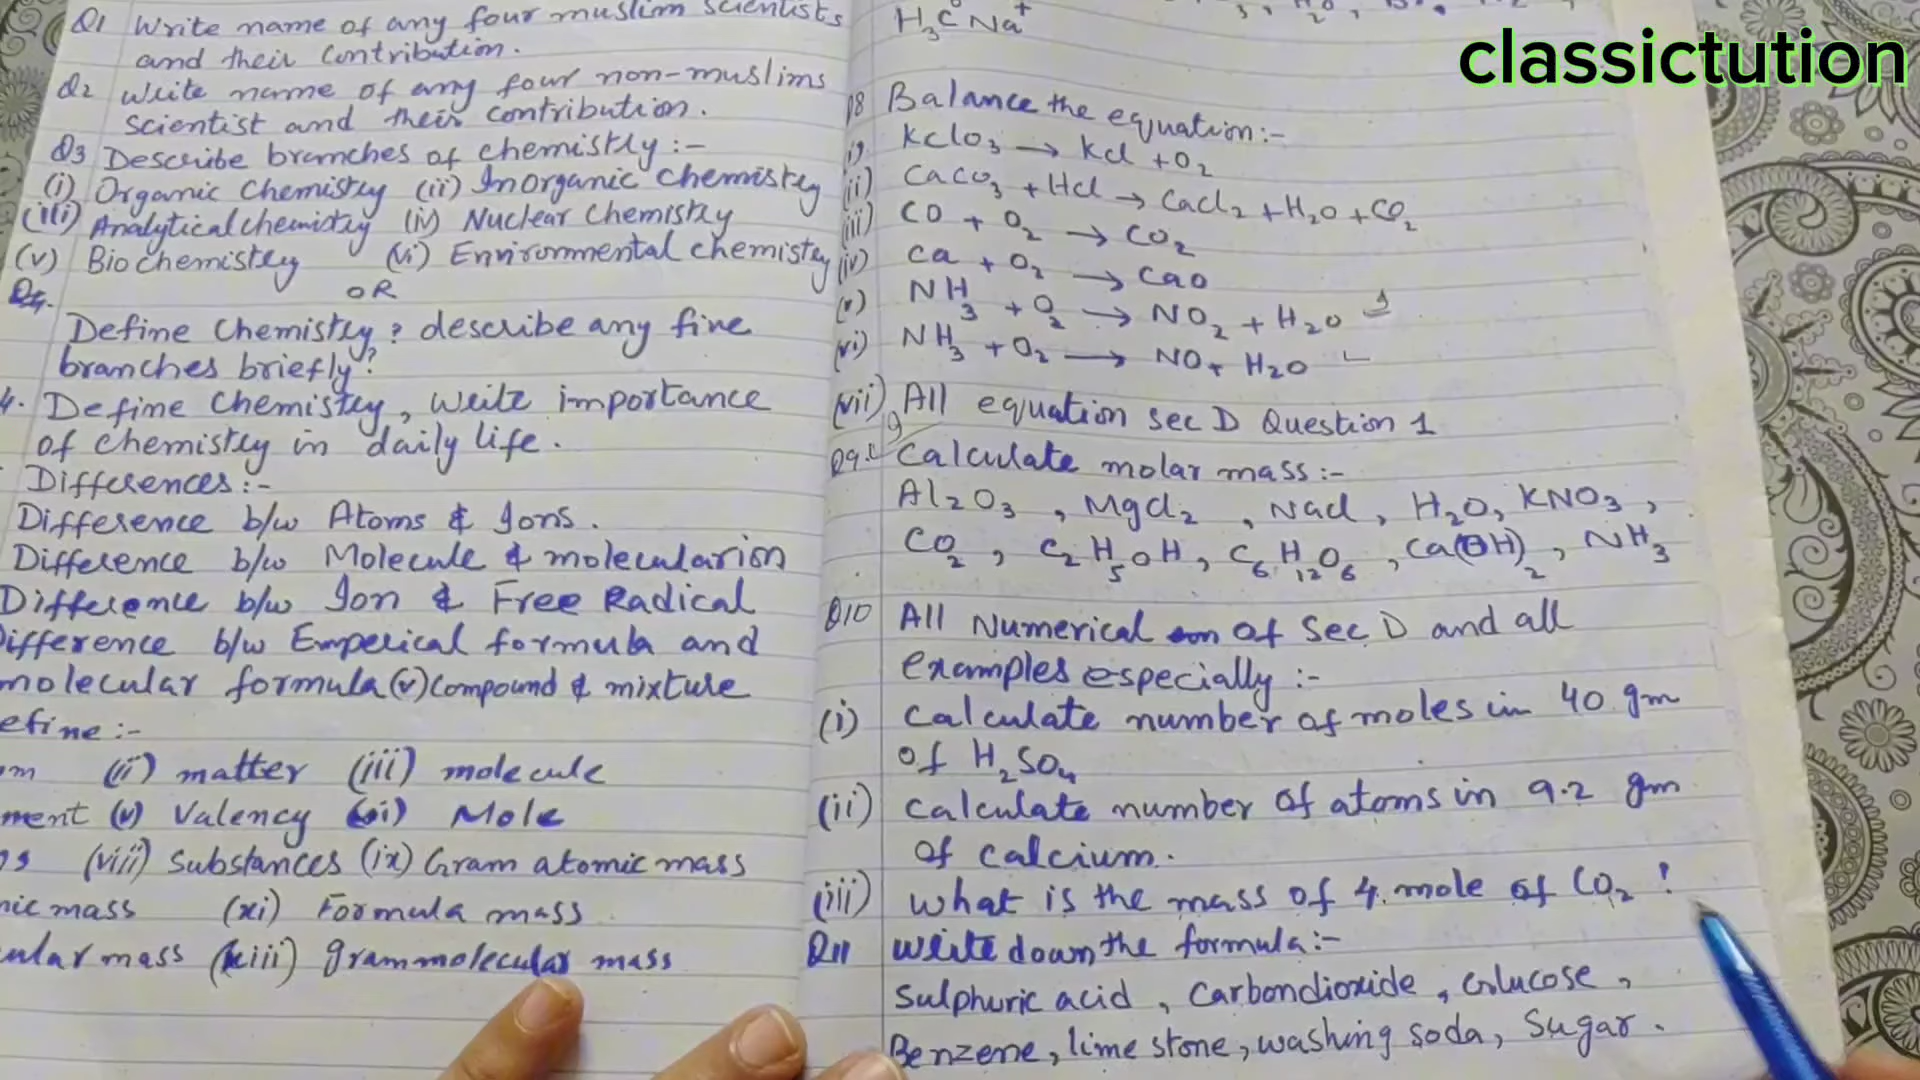 Q1 Write name of any four muslim scientists
and their contribution.
Q2 Write name of any four non-muslims
scientist and their contribution.
Q3 Describe branches of chemistry :-
(i) Organic Chemistry (ii) Inorganic chemistry
(iii) Analytical chemistry (iv) Nuclear Chemistry
(v) Bio Chemistry (vi) Environmental chemistry
OR
Q4.
Define Chemistry? describe any five
branches briefly?
4. Define Chemistry, Write importance
of chemistry in daily life.
Differences :-
Difference b/w Atoms & Ions.
Difference b/w Molecule & molecularion
Difference b/w Ion & Free Radical
Difference b/w Emperical formula and
molecular formula (v) compound & mixture
efine :-
om (ii) matter (iii) molecule
ment (v) Valency (vi) Mole
(viii) Substances (ix) Gram atomic mass
mic mass (xi) Formula mass
cular mass (xiii) grammolecular mass
H3C Na+
classictution
Q8 Balance the equation:-
i) KClO3 → KCl + O2
(ii) CaCO3 + HCl → CaCl2 + H2O + CO2
(iii) CO + O2 → CO2
(iv) Ca + O2 → CaO
(v) NH3 + O2 → NO2 + H2O
(vi) NH3 + O2 → NO + H2O
(vii) All equation sec D Question 1
Q9. Calculate molar mass :-
Al2O3, MgCl2, NaCl, H2O, KNO3,
CO2, C2H5OH, C6H12O6, Ca(OH)2, NH3
Q10 All Numerical of Sec D and all
examples especially :-
(i) Calculate number of moles in 40 gm
of H2SO4
(ii) Calculate number of atoms in 9.2 gm
of calcium.
(iii) What is the mass of 4 mole of CO2 ?
Q11 Write down the formula:-
Sulphuric acid, Carbondioxide, Glucose,
Benzene, lime stone, washing soda, Sugar.